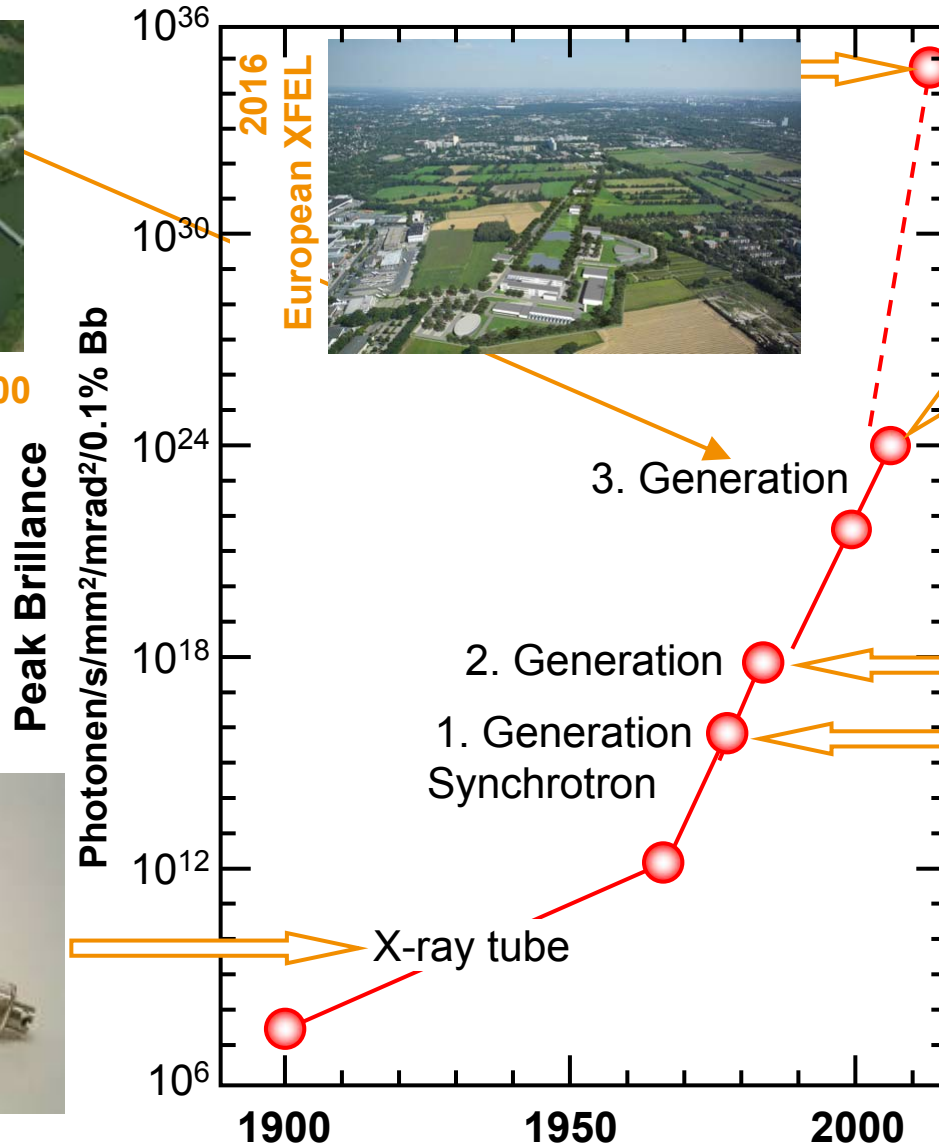 10³⁶
2016
European XFEL
10³⁰
00
Peak Brillance
Photonen/s/mm²/mrad²/0.1% Bb
10²⁴
3. Generation
10¹⁸
2. Generation
1. Generation
Synchrotron
10¹²
X-ray tube
10⁶
1900
1950
2000